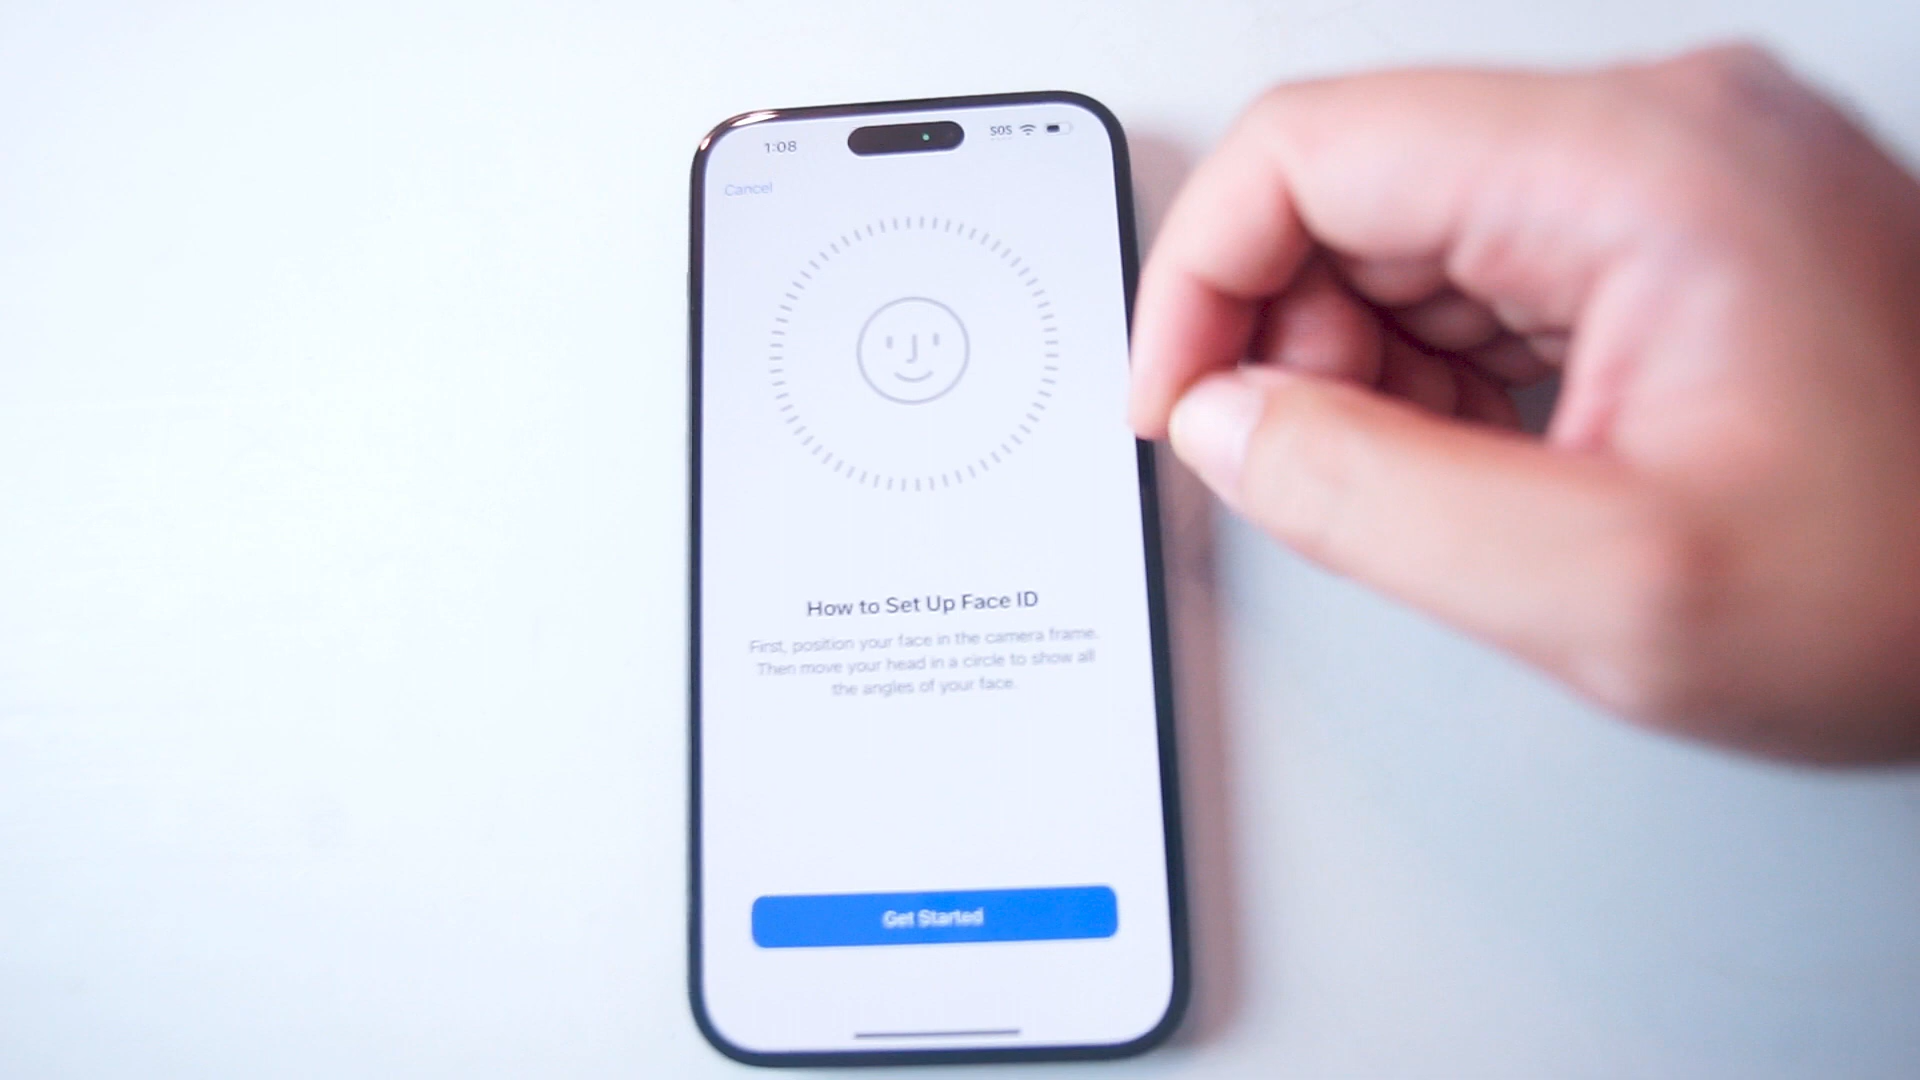 1:08
SOS
Cancel
How to Set Up Face ID
First, position your face in the camera frame.
Then move your head in a circle to show all
the angles of your face.
Get Started